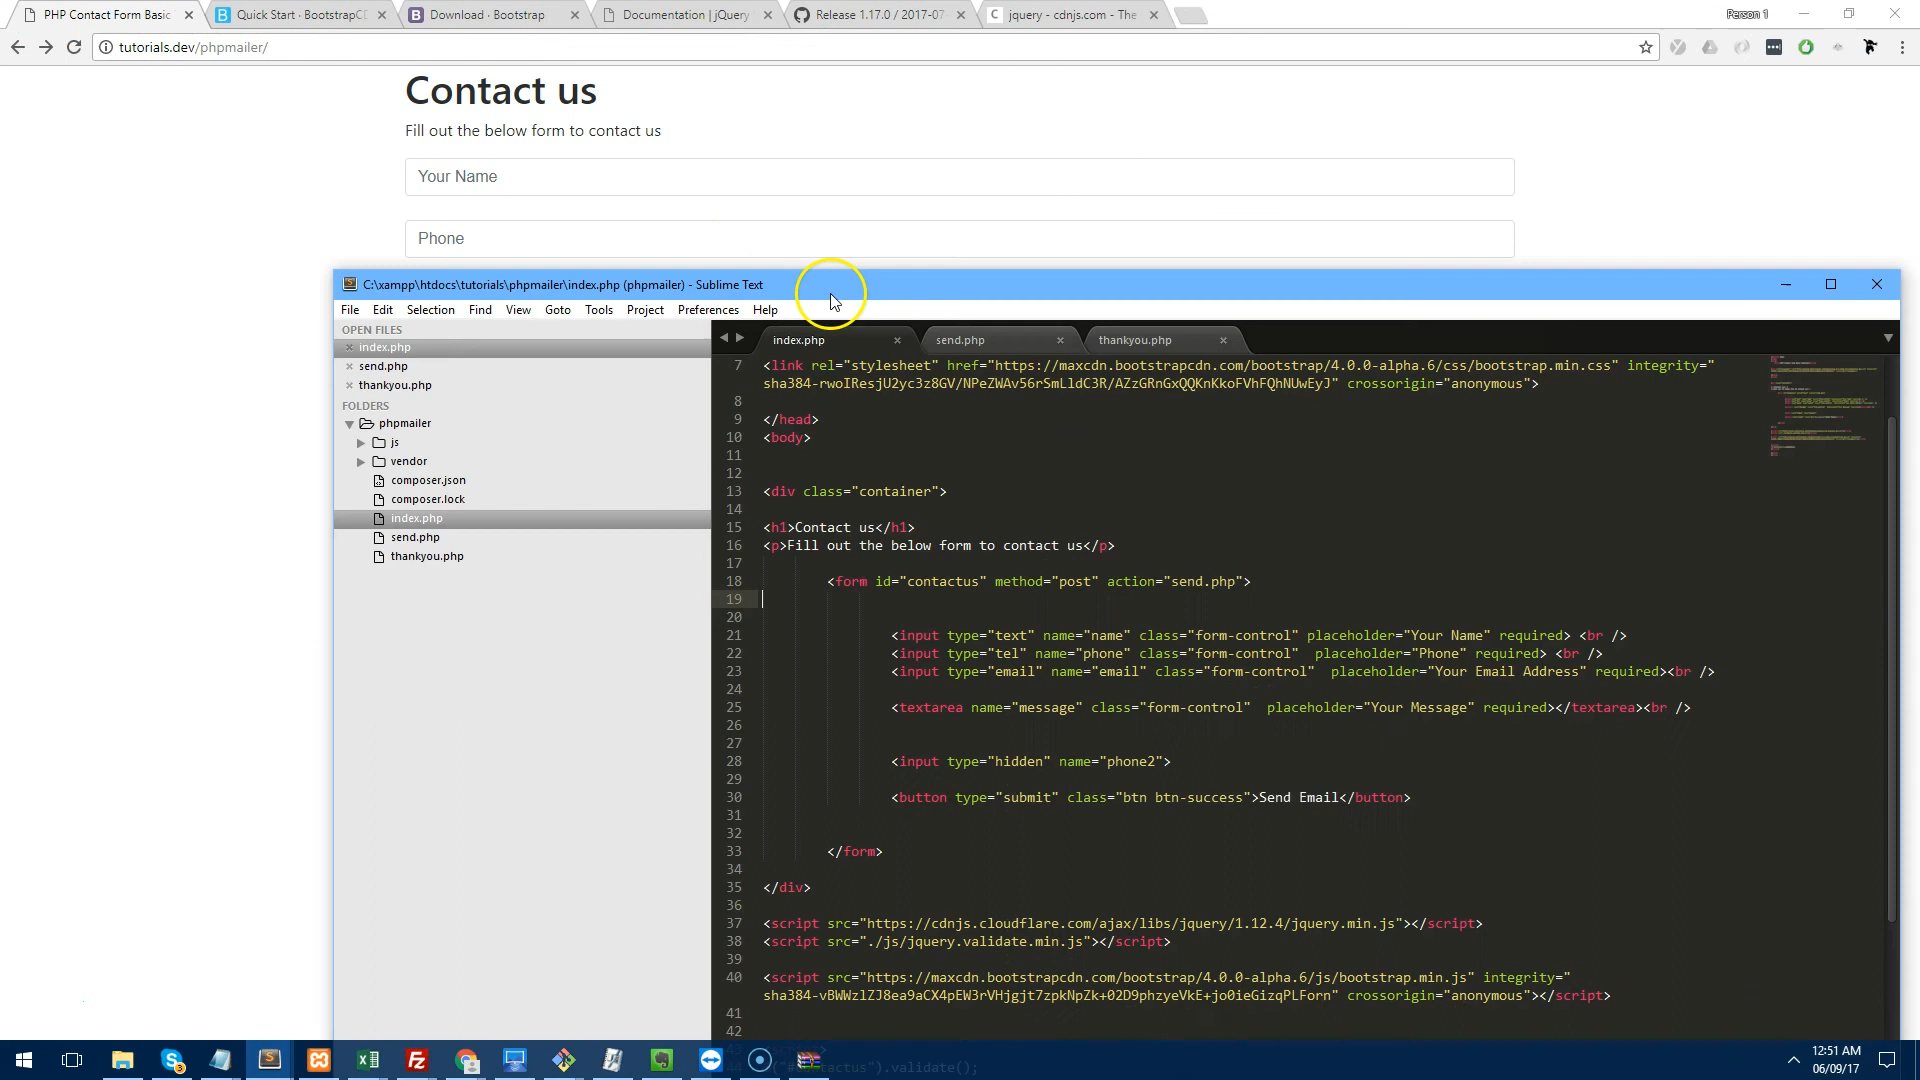 PHP Contact Form Basic
Quick Start · BootstrapCD
Download · Bootstrap
Documentation | jQuery
Release 1.17.0 / 2017-07
jquery - cdnjs.com - The
Person 1
tutorials.dev/phpmailer/
Contact us
Fill out the below form to contact us
Your Name
Phone
C:\xampp\htdocs\tutorials\phpmailer\index.php (phpmailer) - Sublime Text
File Edit Selection Find View Goto Tools Project Preferences Help
OPEN FILES
index.php
send.php
thankyou.php
FOLDERS
phpmailer
js
vendor
composer.json
composer.lock
index.php
send.php
thankyou.php
index.php send.php thankyou.php
7 <link rel="stylesheet" href="https://maxcdn.bootstrapcdn.com/bootstrap/4.0.0-alpha.6/css/bootstrap.min.css" integrity="
sha384-rwoIResjU2yc3z8GV/NPeZWAv56rSmLldC3R/AZzGRnGxQQKnKkoFVhFQhNUwEyJ" crossorigin="anonymous">
8
9 </head>
10 <body>
11
12
13 <div class="container">
14
15 <h1>Contact us</h1>
16 <p>Fill out the below form to contact us</p>
17
18 <form id="contactus" method="post" action="send.php">
19
20
21 <input type="text" name="name" class="form-control" placeholder="Your Name" required> <br />
22 <input type="tel" name="phone" class="form-control" placeholder="Phone" required> <br />
23 <input type="email" name="email" class="form-control" placeholder="Your Email Address" required><br />
24
25 <textarea name="message" class="form-control" placeholder="Your Message" required></textarea><br />
26
27
28 <input type="hidden" name="phone2">
29
30 <button type="submit" class="btn btn-success">Send Email</button>
31
32
33 </form>
34
35 </div>
36
37 <script src="https://cdnjs.cloudflare.com/ajax/libs/jquery/1.12.4/jquery.min.js"></script>
38 <script src="./js/jquery.validate.min.js"></script>
39
40 <script src="https://maxcdn.bootstrapcdn.com/bootstrap/4.0.0-alpha.6/js/bootstrap.min.js" integrity="
sha384-vBWWzlZJ8ea9aCX4pEW3rVHjgjt7zpkNpZk+02D9phzyeVkE+jo0ieGizqPLForn" crossorigin="anonymous"></script>
41
42
("#contactus").validate();
3
12:51 AM
06/09/17